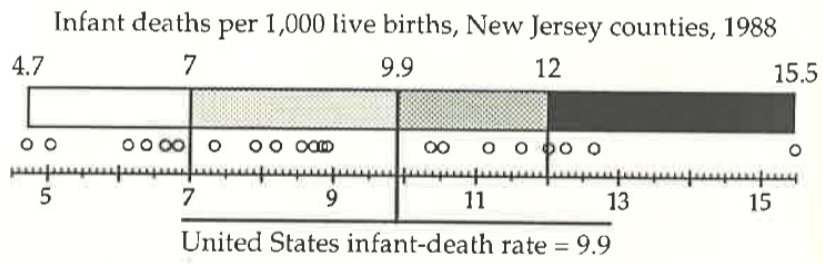 Infant deaths per 1,000 live births, New Jersey counties, 1988
4.7 7 9.9 12 15.5
5 7 9 11 13 15
United States infant-death rate = 9.9